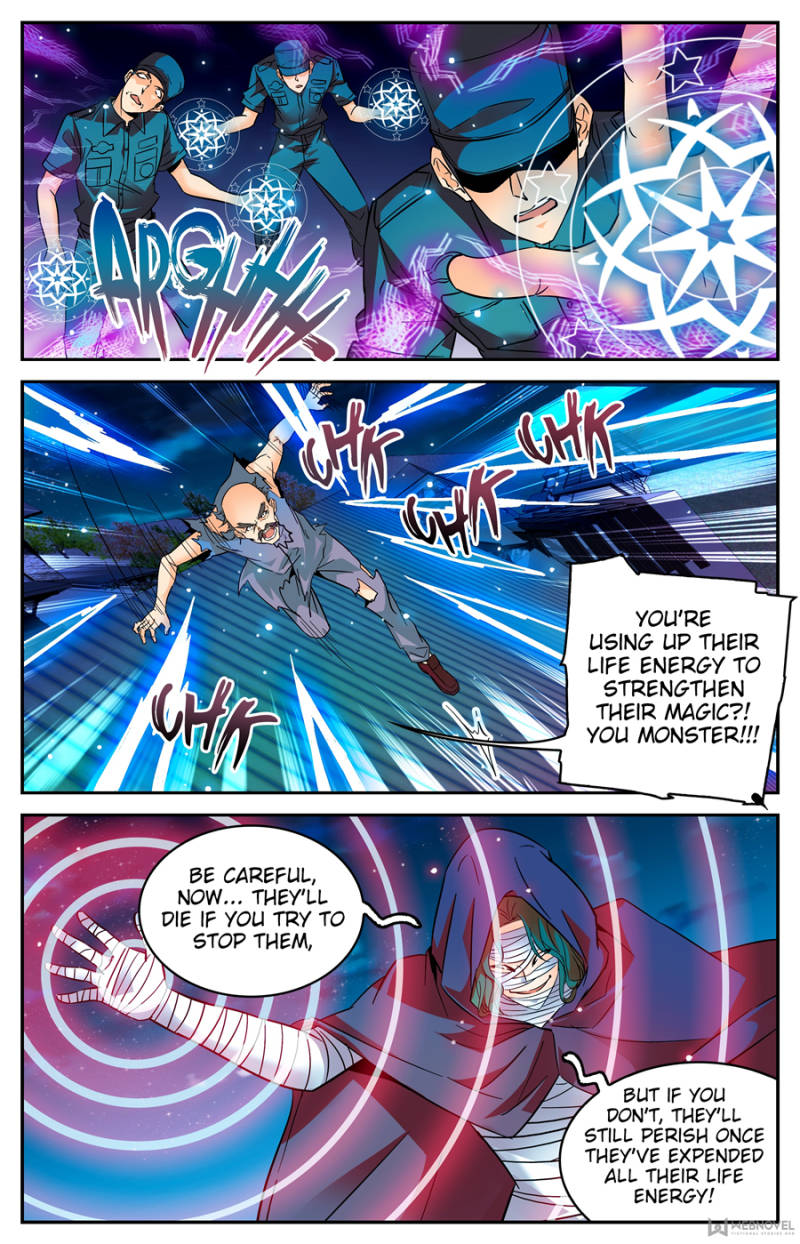 ARGHHH
CHK
CHK
CHK
CHK
YOU'RE
USING UP THEIR
LIFE ENERGY TO
STRENGTHEN
THEIR MAGIC?!
YOU MONSTER!!!
BE CAREFUL,
NOW... THEY'LL
DIE IF YOU TRY TO
STOP THEM,
BUT IF YOU
DON'T, THEY'LL
STILL PERISH ONCE
THEY'VE EXPENDED
ALL THEIR LIFE
ENERGY!
WEBNOVEL